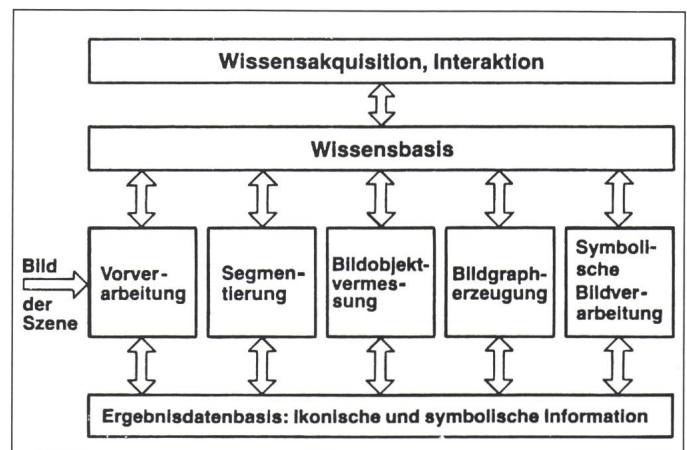 Wissensakquisition, Interaktion
Wissensbasis
Bild
der
Szene
Vorver-
arbeitung
Segmen-
tierung
Bildobjekt-
vermes-
sung
Bildgraph-
erzeugung
Symboli-
sche
Bildver-
arbeitung
Ergebnisdatenbasis: Ikonische und symbolische Information